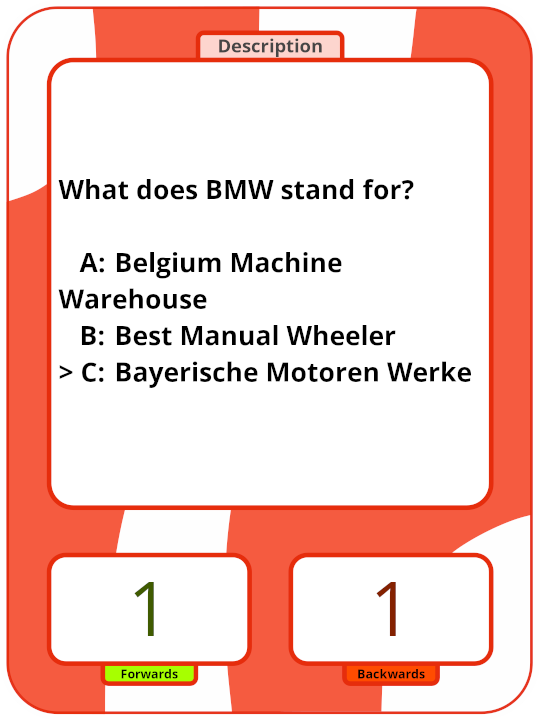 Description
What does BMW stand for?
A: Belgium Machine
Warehouse
B: Best Manual Wheeler
> C: Bayerische Motoren Werke
1
1
Forwards
Backwards